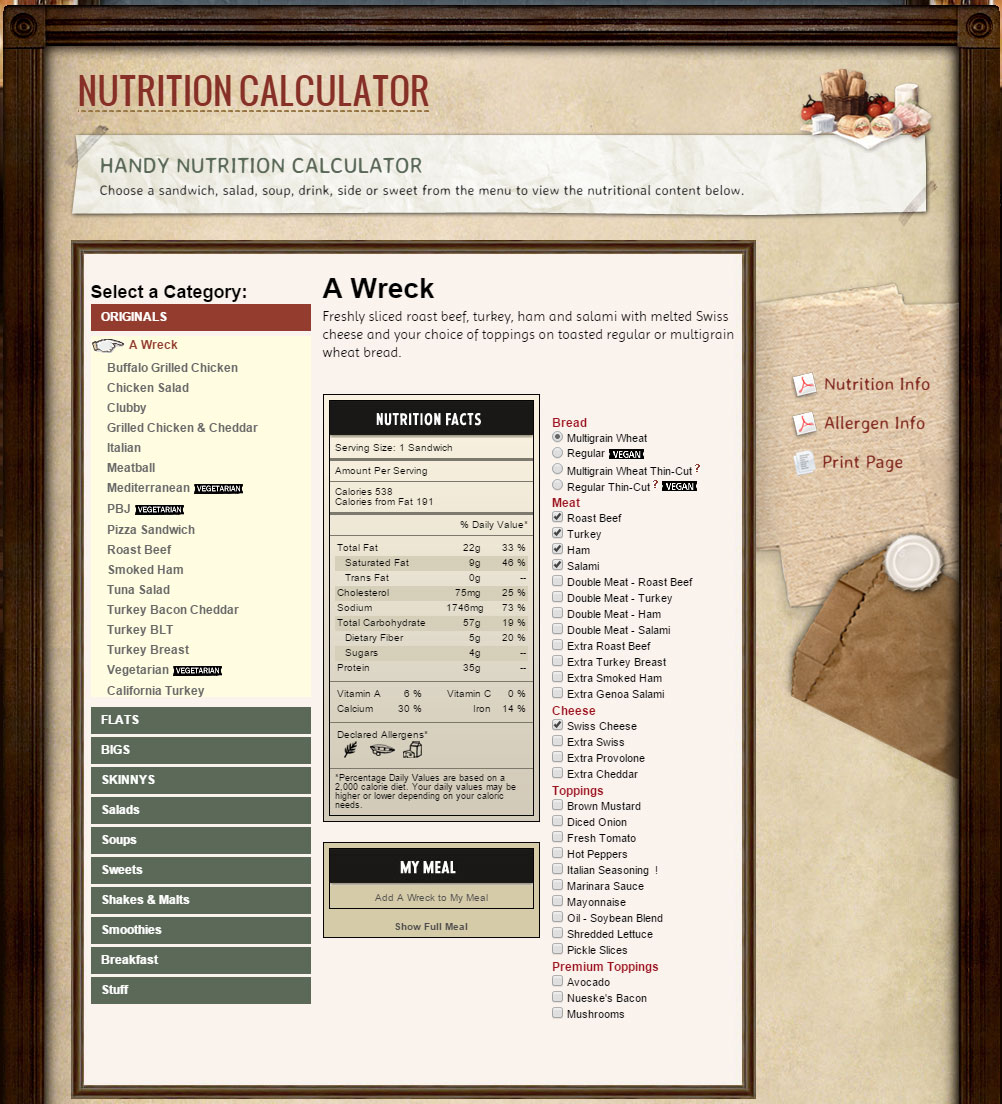 NUTRITION CALCULATOR
HANDY NUTRITION CALCULATOR
Choose a sandwich, salad, soup, drink, side or sweet from the menu to view the nutritional content below.
Select a Category:
ORIGINALS
A Wreck
Buffalo Grilled Chicken
Chicken Salad
Clubby
Grilled Chicken & Cheddar
Italian
Meatball
Mediterranean VEGETARIAN
PBJ VEGETARIAN
Pizza Sandwich
Roast Beef
Smoked Ham
Tuna Salad
Turkey Bacon Cheddar
Turkey BLT
Turkey Breast
Vegetarian VEGETARIAN
California Turkey
FLATS
BIGS
SKINNYS
Salads
Soups
Sweets
Shakes & Malts
Smoothies
Breakfast
Stuff
A Wreck
Freshly sliced roast beef, turkey, ham and salami with melted Swiss
cheese and your choice of toppings on toasted regular or multigrain
wheat bread.
NUTRITION FACTS
Serving Size: 1 Sandwich
Amount Per Serving
Calories 538
Calories from Fat 191
% Daily Value*
Total Fat 22g 33 %
Saturated Fat 9g 46 %
Trans Fat 0g --
Cholesterol 75mg 25 %
Sodium 1746mg 73 %
Total Carbohydrate 57g 19 %
Dietary Fiber 5g 20 %
Sugars 4g --
Protein 35g --
Vitamin A 6 % Vitamin C 0 %
Calcium 30 % Iron 14 %
Declared Allergens*
*Percentage Daily Values are based on a
2,000 calorie diet. Your daily values may be
higher or lower depending on your caloric
needs.
MY MEAL
Add A Wreck to My Meal
Show Full Meal
Bread
Multigrain Wheat
Regular VEGAN
Multigrain Wheat Thin-Cut ?
Regular Thin-Cut ? VEGAN
Meat
Roast Beef
Turkey
Ham
Salami
Double Meat - Roast Beef
Double Meat - Turkey
Double Meat - Ham
Double Meat - Salami
Extra Roast Beef
Extra Turkey Breast
Extra Smoked Ham
Extra Genoa Salami
Cheese
Swiss Cheese
Extra Swiss
Extra Provolone
Extra Cheddar
Toppings
Brown Mustard
Diced Onion
Fresh Tomato
Hot Peppers
Italian Seasoning !
Marinara Sauce
Mayonnaise
Oil - Soybean Blend
Shredded Lettuce
Pickle Slices
Premium Toppings
Avocado
Nueske's Bacon
Mushrooms
Nutrition Info
Allergen Info
Print Page